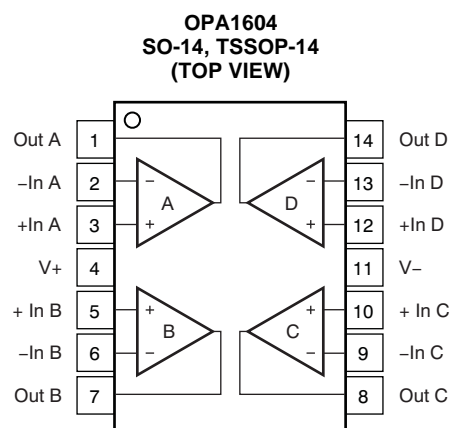 OPA1604
SO-14, TSSOP-14
(TOP VIEW)
Out A 1 14 Out D
−In A 2 − − 13 −In D
A D
+In A 3 + + 12 +In D
V+ 4 11 V−
+ In B 5 + + 10 + In C
B C
−In B 6 − − 9 −In C
Out B 7 8 Out C